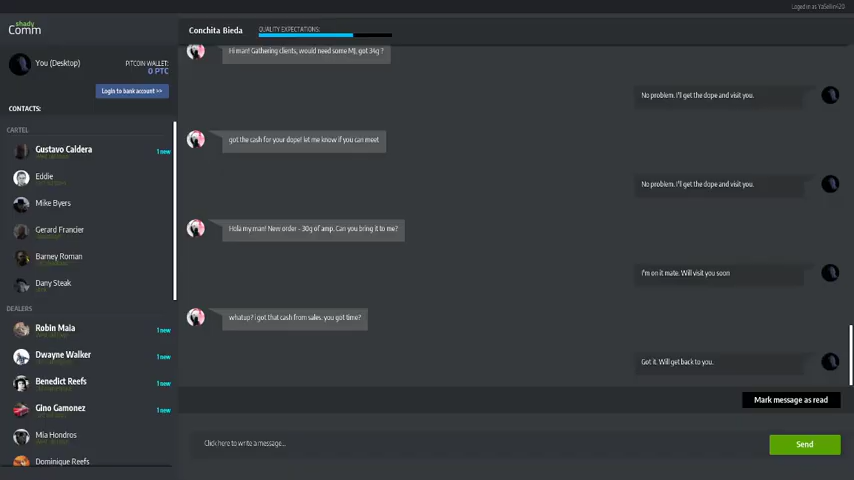 Logged in as YaSellin420
shady
Comm
Conchita Bieda
QUALITY EXPECTATIONS:
You (Desktop)
PITCOIN WALLET:
0 PTC
Login to bank account >>
CONTACTS:
CARTEL
Gustavo Caldera
1 new
Eddie
Mike Byers
Gerard Francier
Barney Roman
Dany Steak
DEALERS
Robin Maia
1 new
Dwayne Walker
1 new
Benedict Reefs
1 new
Gino Gamonez
1 new
Mia Hondros
Dominique Reefs
Hi man! Gathering clients, would need some MJ, got 34g ?
No problem. I'll get the dope and visit you.
got the cash for your dope! let me know if you can meet
No problem. I'll get the dope and visit you.
Hola my man! New order - 30g of amp. Can you bring it to me?
I'm on it mate. Will visit you soon
whatup? i got that cash from sales. you got time?
Got it. Will get back to you.
Mark message as read
Click here to write a message...
Send